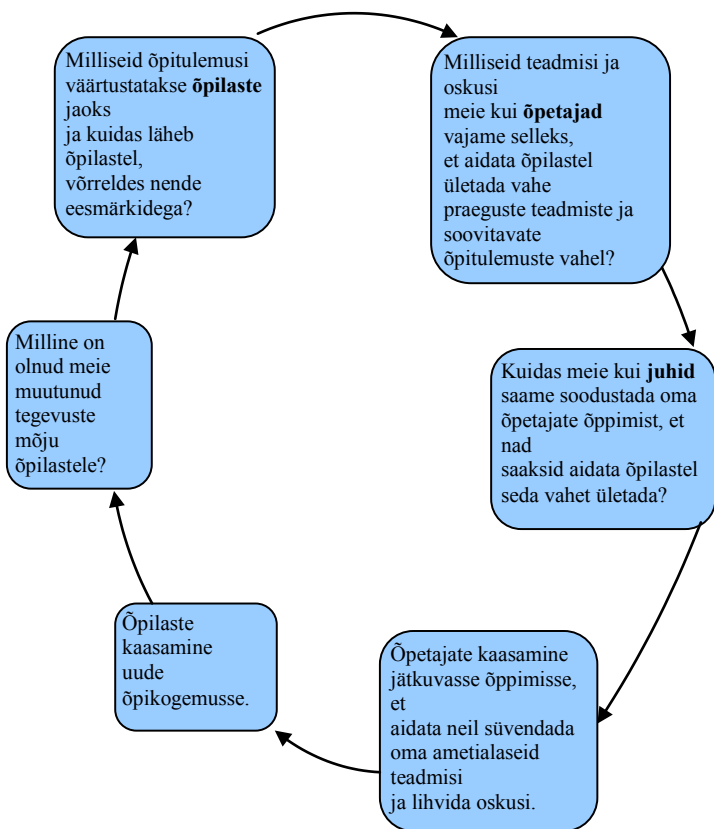 Milliseid õpitulemusi
väärtustatakse õpilaste
jaoks
ja kuidas läheb
õpilastel,
võrreldes nende
eesmärkidega?
Milliseid teadmisi ja
oskusi
meie kui õpetajad
vajame selleks,
et aidata õpilastel
ületada vahe
praeguste teadmiste ja
soovitavate
õpitulemuste vahel?
Kuidas meie kui juhid
saame soodustada oma
õpetajate õppimist, et
nad
saaksid aidata õpilastel
seda vahet ületada?
Õpetajate kaasamine
jätkuvasse õppimisse,
et
aidata neil süvendada
oma ametialaseid
teadmisi
ja lihvida oskusi.
Õpilaste
kaasamine
uude
õpikogemusse.
Milline on
olnud meie
muutunud
tegevuste
mõju
õpilastele?